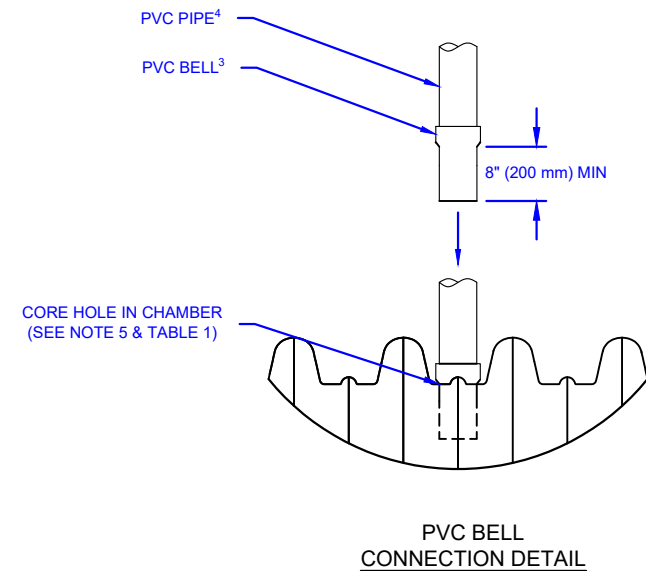 PVC PIPE⁴
PVC BELL³
8" (200 mm) MIN
CORE HOLE IN CHAMBER
(SEE NOTE 5 & TABLE 1)
PVC BELL
CONNECTION DETAIL